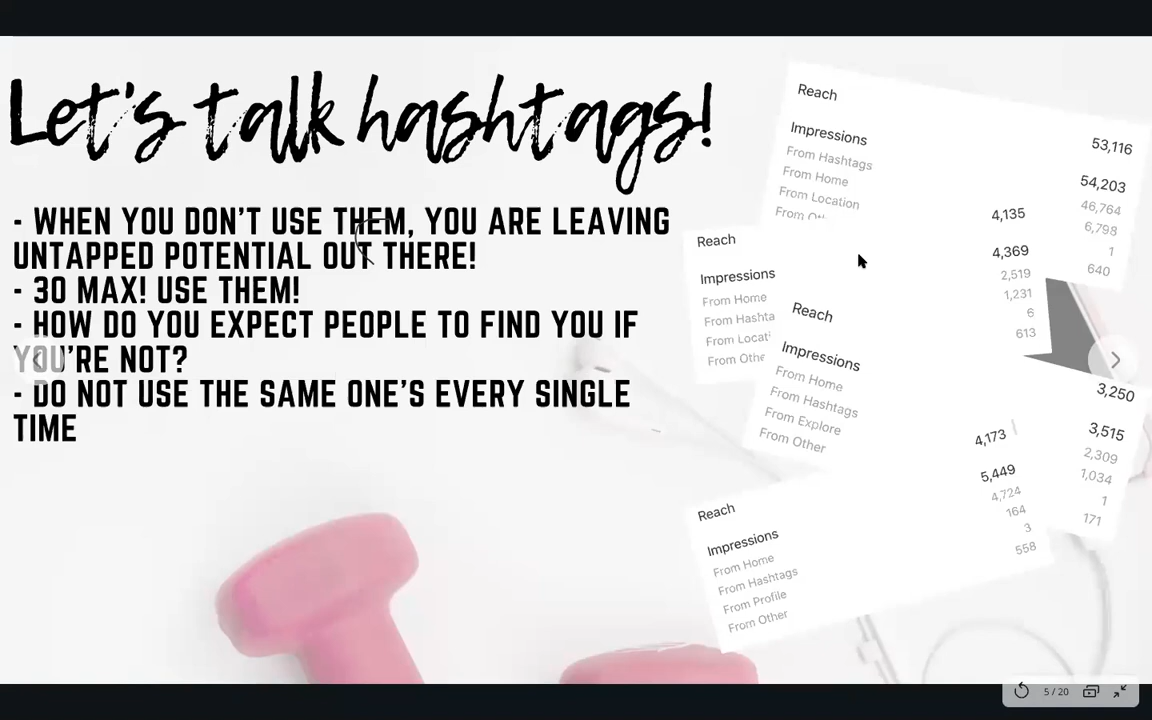 Let's talk hashtags!
- WHEN YOU DON'T USE THEM, YOU ARE LEAVING
UNTAPPED POTENTIAL OUT THERE!
- 30 MAX! USE THEM!
- HOW DO YOU EXPECT PEOPLE TO FIND YOU IF
YOU'RE NOT?
- DO NOT USE THE SAME ONE'S EVERY SINGLE
TIME
Reach 53,116
Impressions 54,203
From Hashtags 46,764
From Home 6,798
From Location 1
From 640
Reach 4,135
Impressions 4,369
From Home 2,519
From Hashta 1,231
From Locat 6
From Othe 613
Reach 3,250
Impressions 3,515
From Home 2,309
From Hashtags 1,034
From Explore 1
From Other 171
Reach 4,173
Impressions 5,449
From Home 4,724
From Hashtags 164
From Profile 3
From Other 558
5 / 20